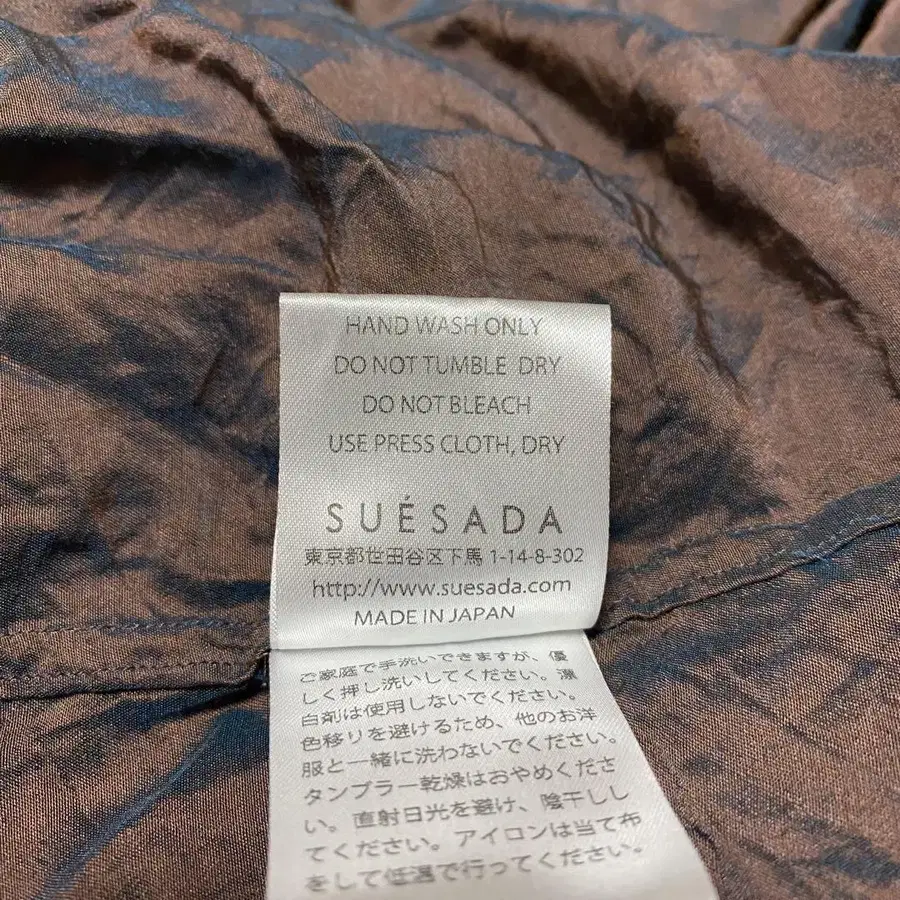 HAND WASH ONLY
DO NOT TUMBLE DRY
DO NOT BLEACH
USE PRESS CLOTH, DRY
SUÉSADA
東京都世田谷区下馬 1-14-8-302
http://www.suesada.com
MADE IN JAPAN
ご家庭で手洗いできますが、優
しく押し洗いしてください。漂
白剤は使用しないでください。
色移りを避けるため、他のお洋
服と一緒に洗わないでください。
タンブラー乾燥はおやめくださ
い。直射日光を避け、陰干しし
てください。アイロンは当て布
をして低温で行ってください。